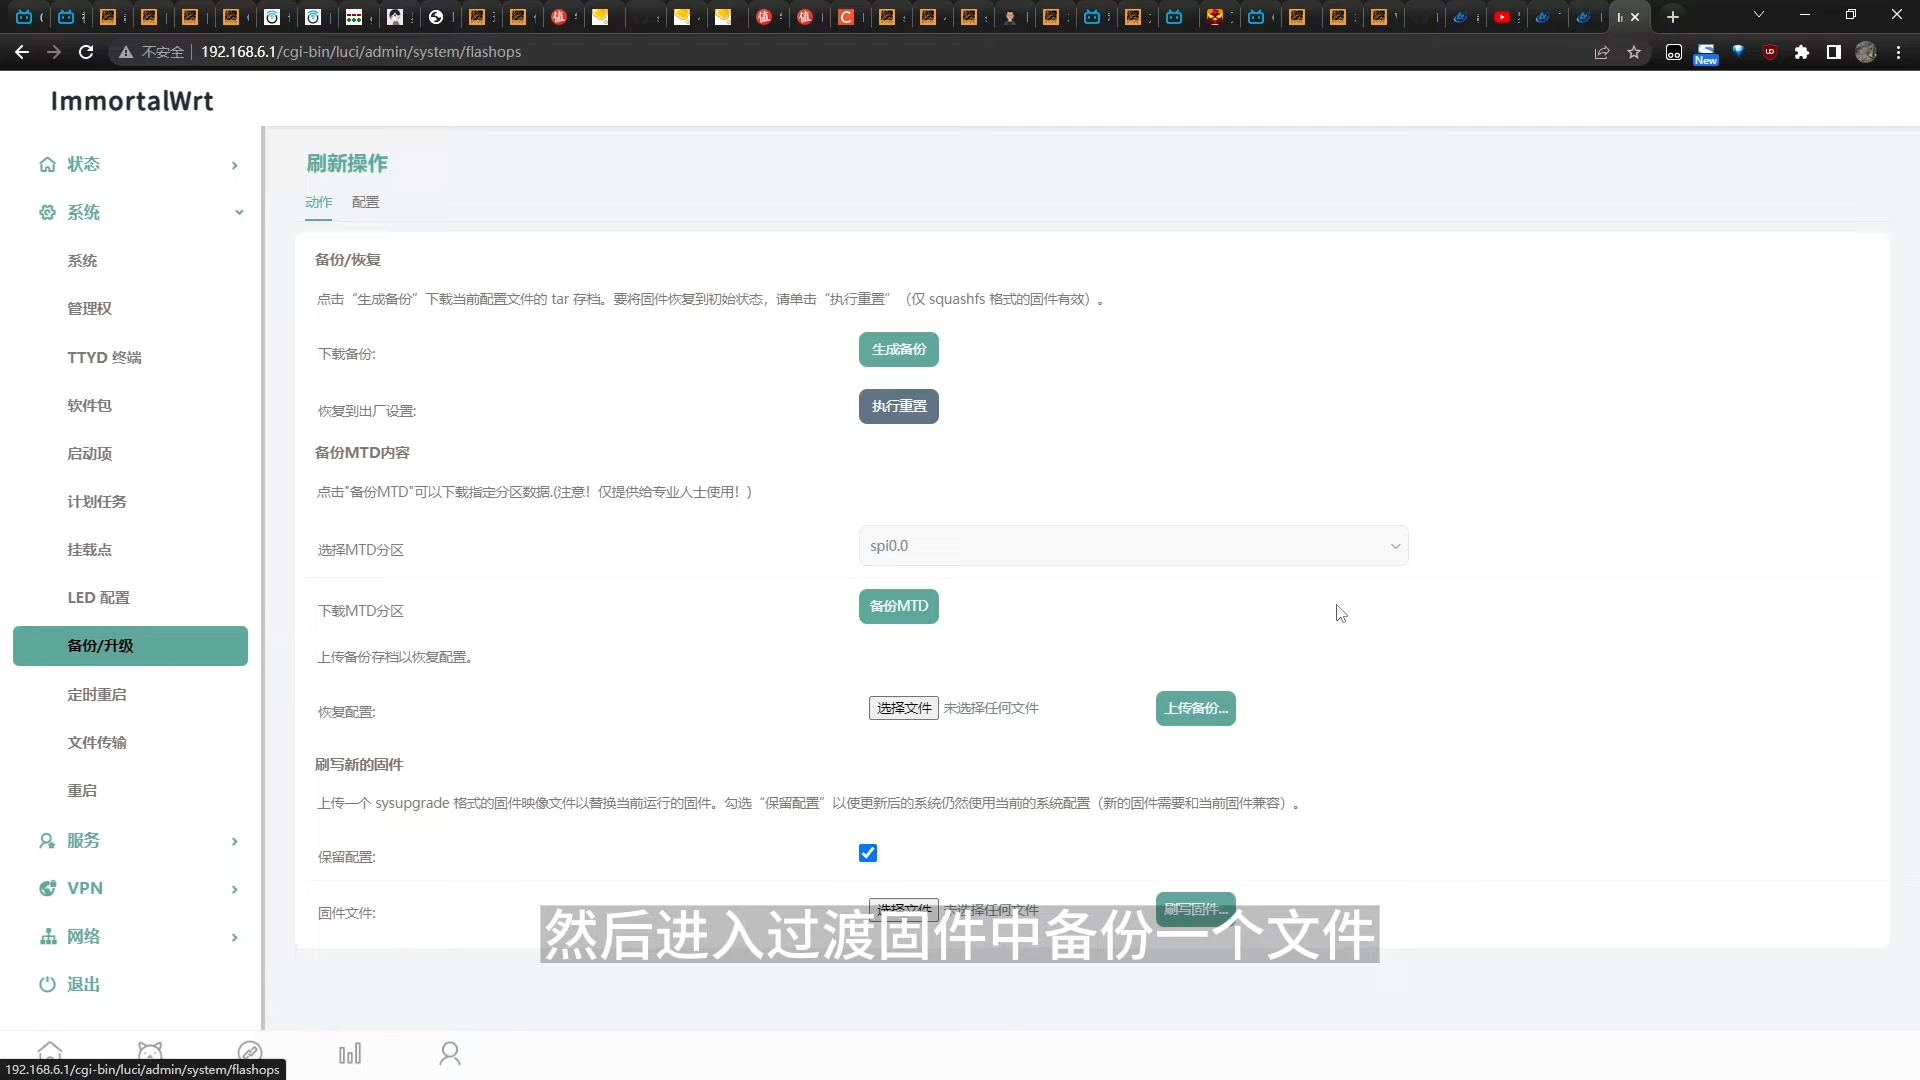 不安全
192.168.6.1/cgi-bin/luci/admin/system/flashops
New
ImmortalWrt
状态
系统
系统
管理权
TTYD 终端
软件包
启动项
计划任务
挂载点
LED 配置
备份/升级
定时重启
文件传输
重启
服务
VPN
网络
退出
刷新操作
动作 配置
备份/恢复
点击“生成备份”下载当前配置文件的 tar 存档。要将固件恢复到初始状态，请单击“执行重置”（仅 squashfs 格式的固件有效）。
下载备份: 生成备份
恢复到出厂设置: 执行重置
备份MTD内容
点击"备份MTD"可以下载指定分区数据.(注意！仅提供给专业人士使用！)
选择MTD分区 spi0.0
下载MTD分区 备份MTD
上传备份存档以恢复配置。
恢复配置: 选择文件 未选择任何文件 上传备份...
刷写新的固件
上传一个 sysupgrade 格式的固件映像文件以替换当前运行的固件。勾选“保留配置”以使更新后的系统仍然使用当前的系统配置（新的固件需要和当前固件兼容）。
保留配置:
固件文件: 选择文件 未选择任何文件 刷写固件...
然后进入过渡固件中备份一个文件
192.168.6.1/cgi-bin/luci/admin/system/flashops